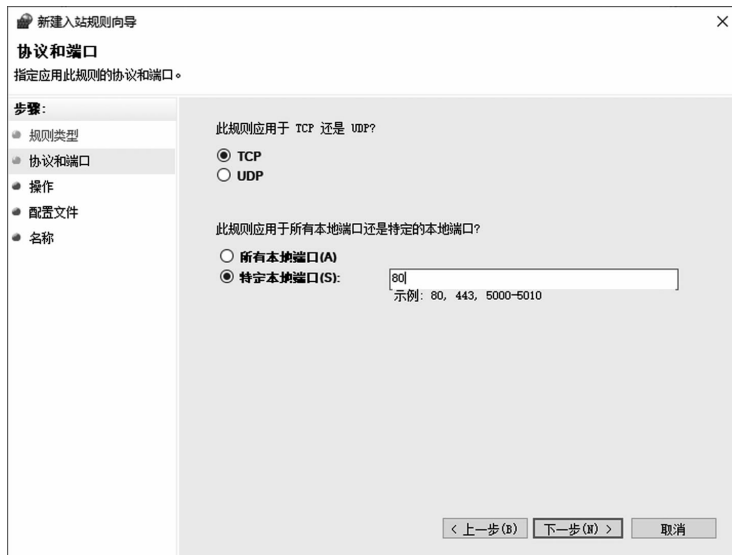 新建入站规则向导
协议和端口
指定应用此规则的协议和端口。
步骤:
规则类型
协议和端口
操作
配置文件
名称
此规则应用于 TCP 还是 UDP?
TCP
UDP
此规则应用于所有本地端口还是特定的本地端口?
所有本地端口(A)
特定本地端口(S):
80
示例: 80, 443, 5000-5010
< 上一步(B)
下一步(N) >
取消